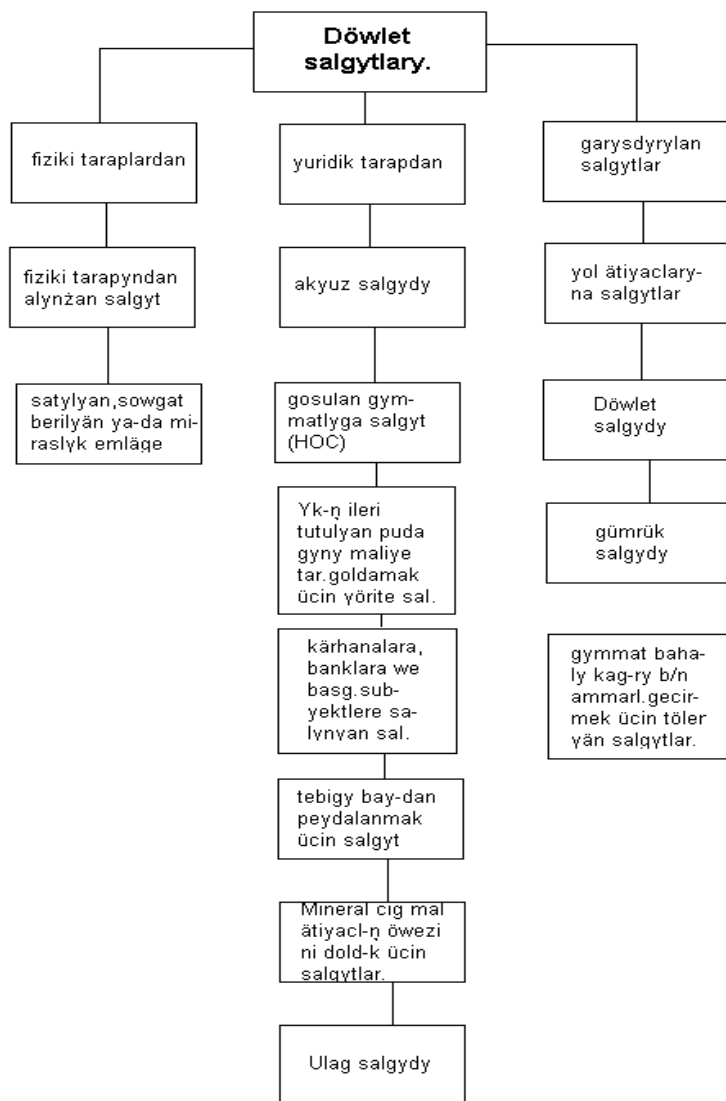 Döwlet
salgytlary.
fiziki taraplardan
fiziki tarapyndan
alynżan salgyt
satylyan,sowgat
berilyän ya-da mi-
raslyk emläge
yuridik tarapdan
akyuz salgydy
gosulan gym-
matlyga salgyt
(HOC)
Yk-ņ ileri
tutulyan puda
gyny maliye
tar.goldamak
ücin yörite sal.
kärhanalara,
banklara we
basg.sub-
yektlere sa-
lynyan sal.
tebigy bay-dan
peydalanmak
ücin salgyt
Mineral cig mal
ätiyacl-ņ öwezi
ni dold-k ücin
salgytlar.
Ulag salgydy
garysdyrylan
salgytlar
yol ätiyaclary-
na salgytlar
Döwlet
salgydy
gümrük
salgydy
gymmat baha-
ly kag-ry b/n
ammarl.gecir-
mek ücin töler
yän salgytlar.